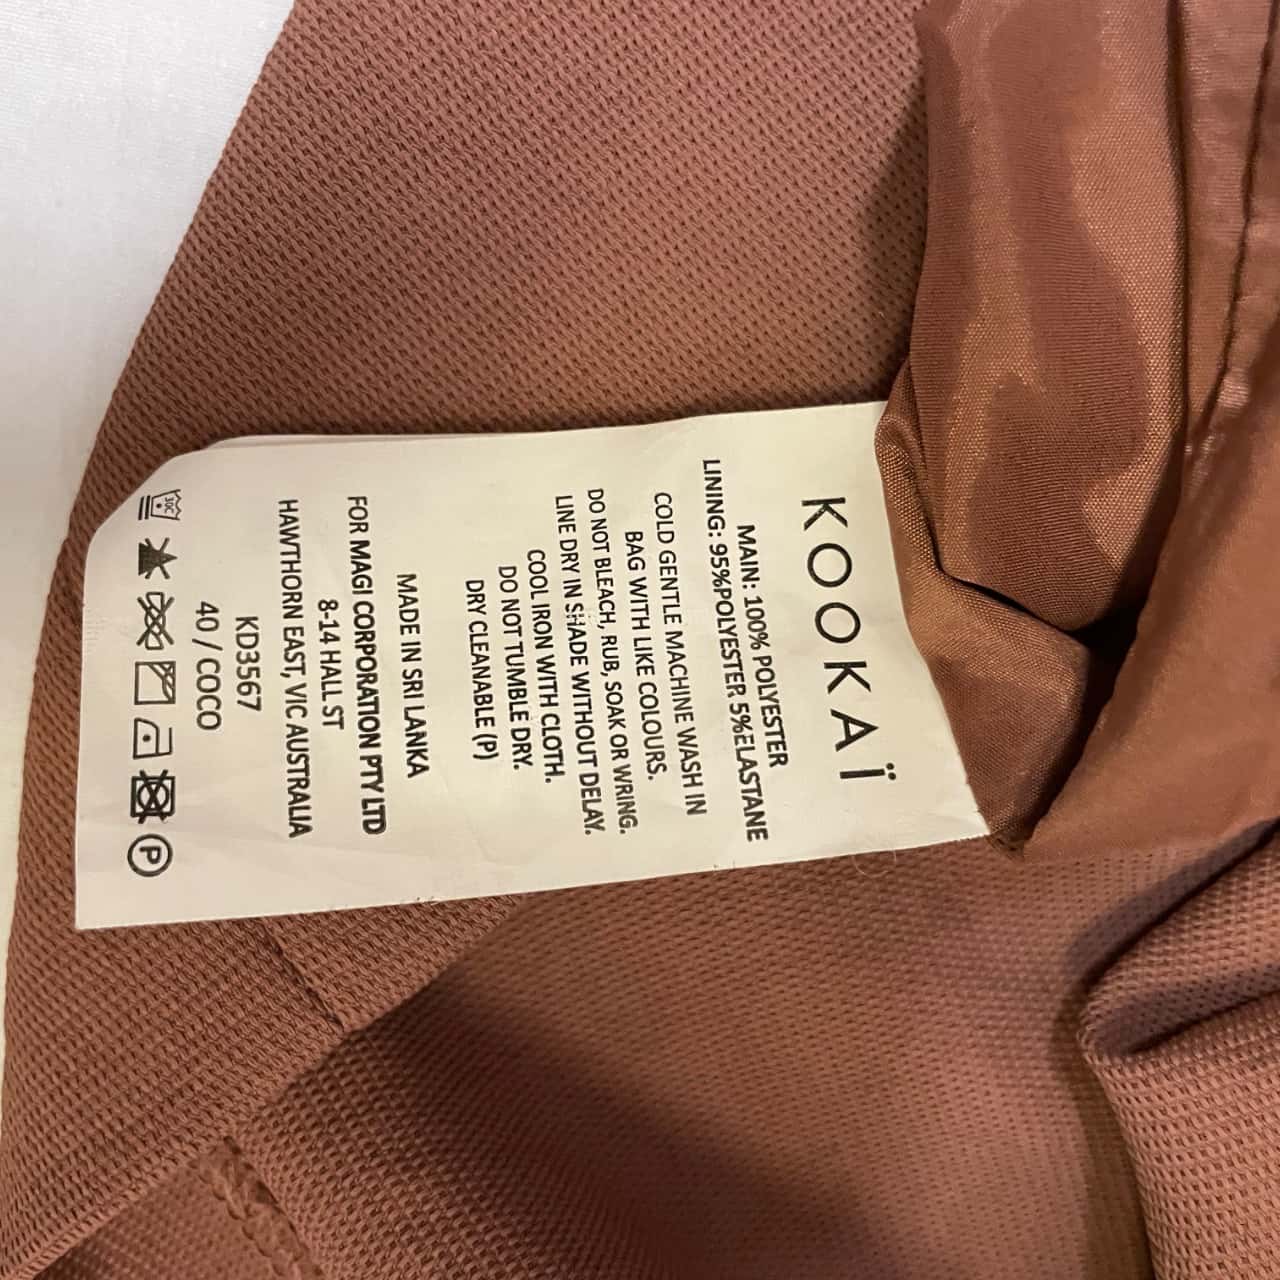 KOOKAÏ
MAIN: 100% POLYESTER
LINING: 95%POLYESTER 5%ELASTANE
COLD GENTLE MACHINE WASH IN
BAG WITH LIKE COLOURS.
DO NOT BLEACH, RUB, SOAK OR WRING.
LINE DRY IN SHADE WITHOUT DELAY.
COOL IRON WITH CLOTH.
DO NOT TUMBLE DRY.
DRY CLEANABLE (P)
MADE IN SRI LANKA
FOR MAGI CORPORATION PTY LTD
8-14 HALL ST
HAWTHORN EAST, VIC AUSTRALIA
KD3567
40 / COCO
30C P